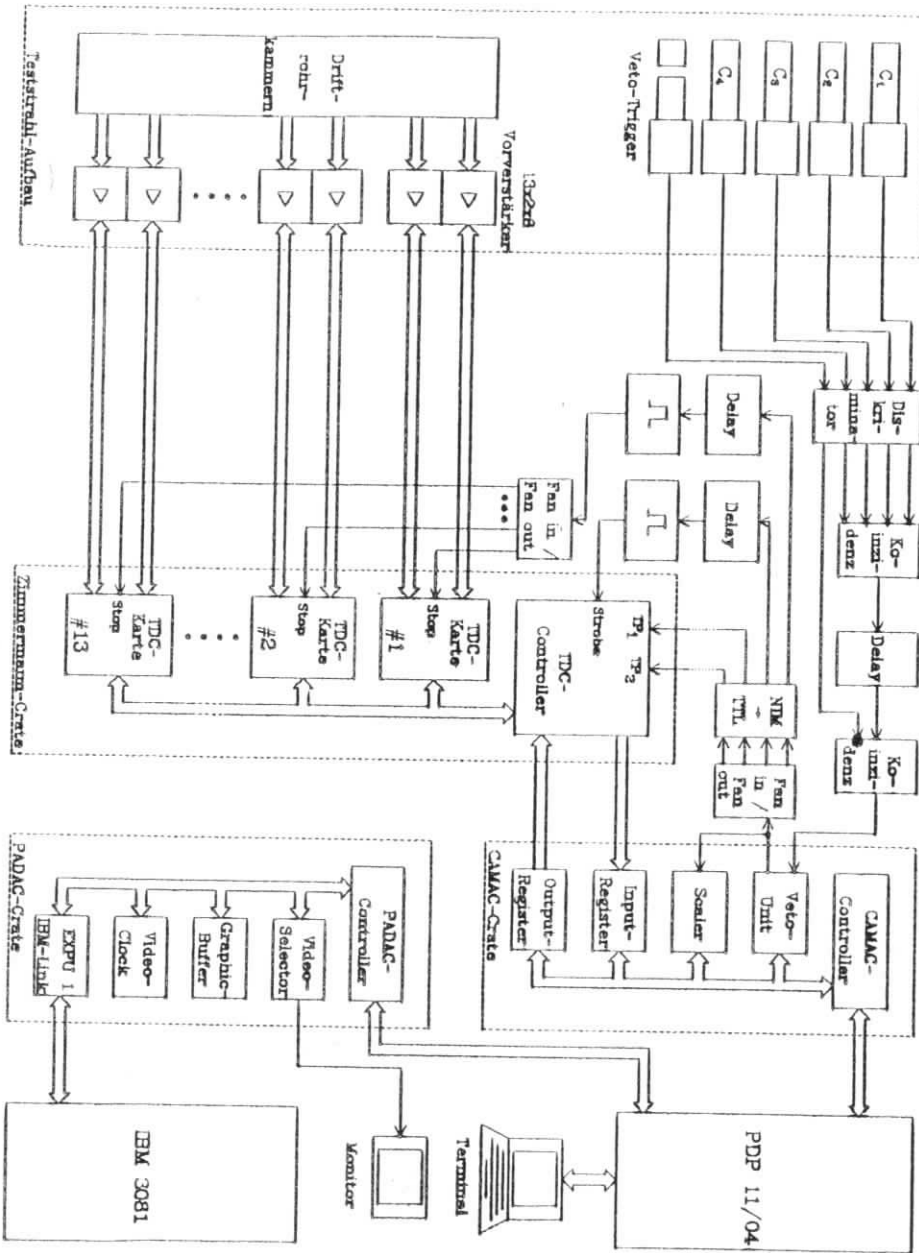 C₁
C₂
C₃
C₄
Veto-Trigger
Dis-
kri-
mina-
tor
Ko-
inzi-
denz
Delay
Ko-
inzi-
denz
Delay
Delay
NIM
÷
TTL
Fan
in /
Fan
out
Fan in /
Fan out
CAMAC-
Controller
Veto-
Unit
Scaler
Input-
Register
Output-
Register
CAMAC-Crate
PDP 11/04
Terminal
Monitor
IBM 3081
13x2x8
Vorverstärker
Drift-
rohr-
kammern
Teststrahl-Aufbau
TP₁
TP₂
Strobe
TDC-
Controller
TDC-
Karte
#1
Stop
TDC-
Karte
#2
Stop
TDC-
Karte
#13
Stop
Zimmermann-Crate
PADAC-
Controller
Video-
Selector
Graphic-
Buffer
Video-
Clock
EXPU 1
IBM-Link
PADAC-Crate